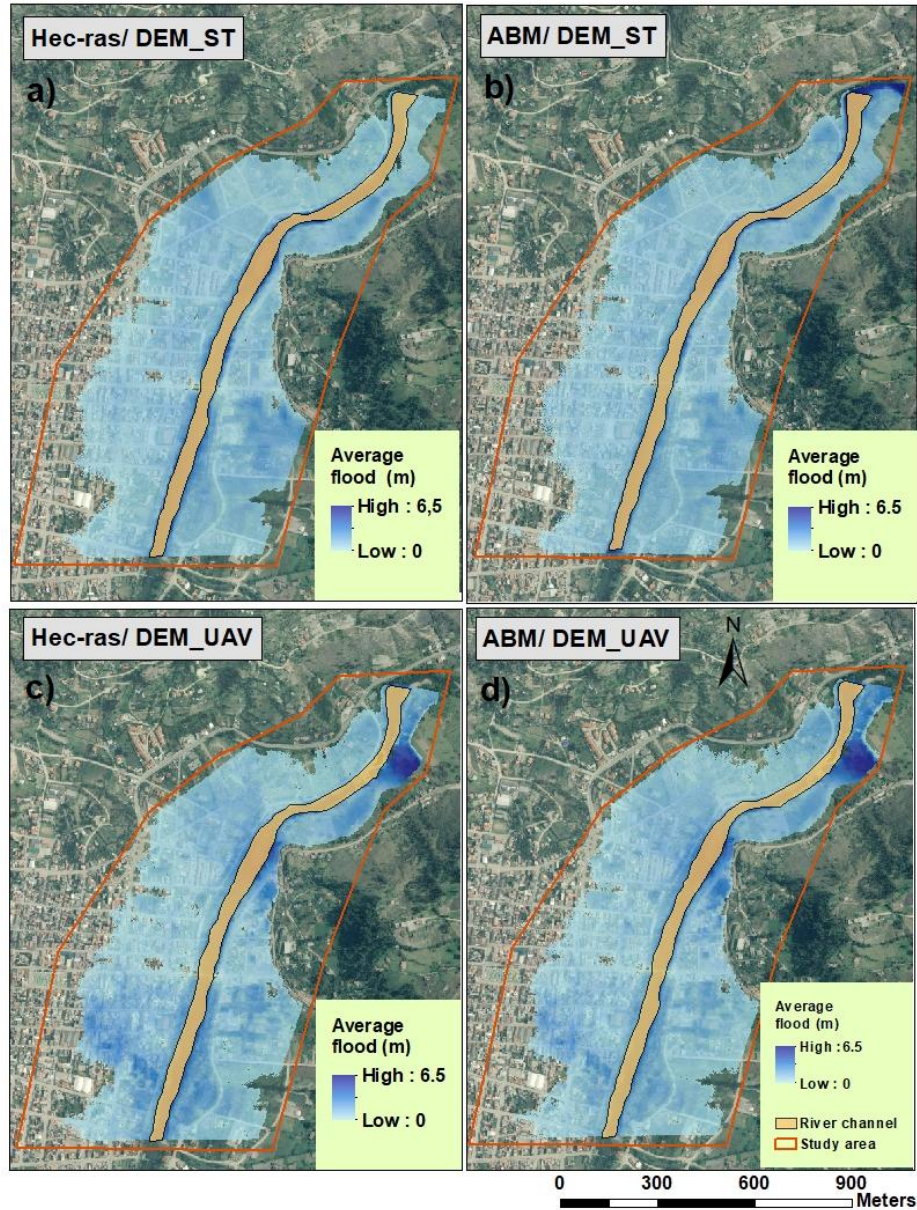 Hec-ras/ DEM_ST
a)
Average
flood (m)
High : 6,5
Low : 0
ABM/ DEM_ST
b)
Average
flood (m)
High : 6.5
Low : 0
Hec-ras/ DEM_UAV
c)
Average
flood (m)
High : 6.5
Low : 0
ABM/ DEM_UAV
N
d)
Average
flood (m)
High : 6.5
Low : 0
River channel
Study area
0 300 600 900
Meters